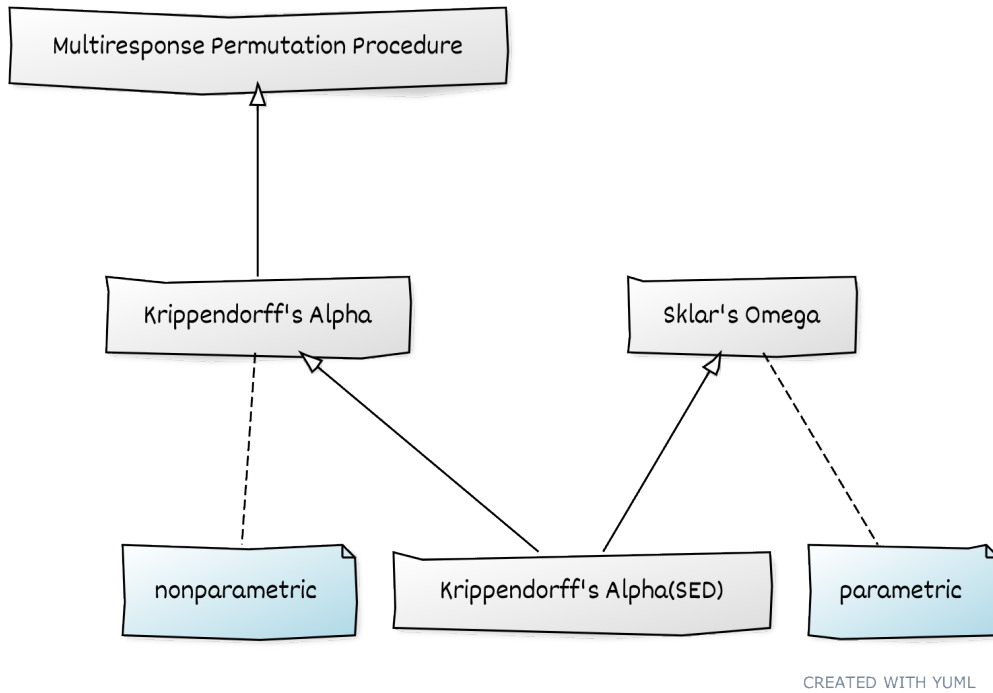 Multiresponse Permutation Procedure
Krippendorff's Alpha
Sklar's Omega
nonparametric
Krippendorff's Alpha(SED)
parametric
CREATED WITH YUML